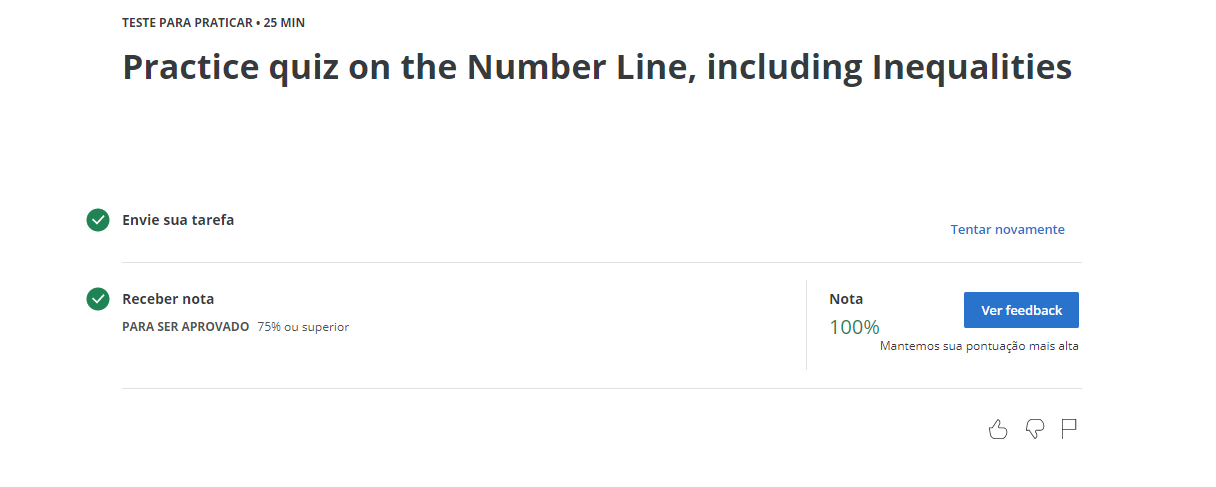 TESTE PARA PRATICAR • 25 MIN
Practice quiz on the Number Line, including Inequalities
Envie sua tarefa
Tentar novamente
Receber nota
PARA SER APROVADO 75% ou superior
Nota
100%
Ver feedback
Mantemos sua pontuação mais alta